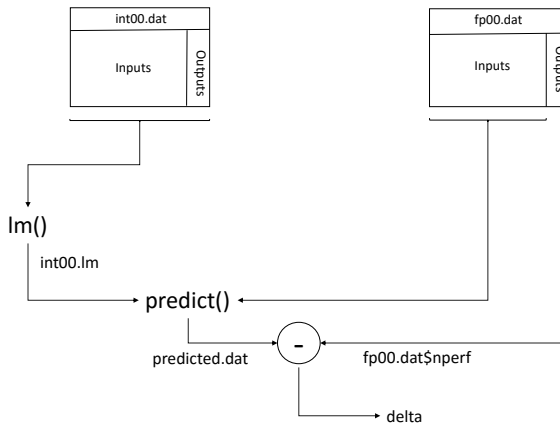 int00.dat
Inputs
Outputs
fp00.dat
Inputs
Outputs
lm()
int00.lm
predict()
predicted.dat
-
fp00.dat$nperf
delta